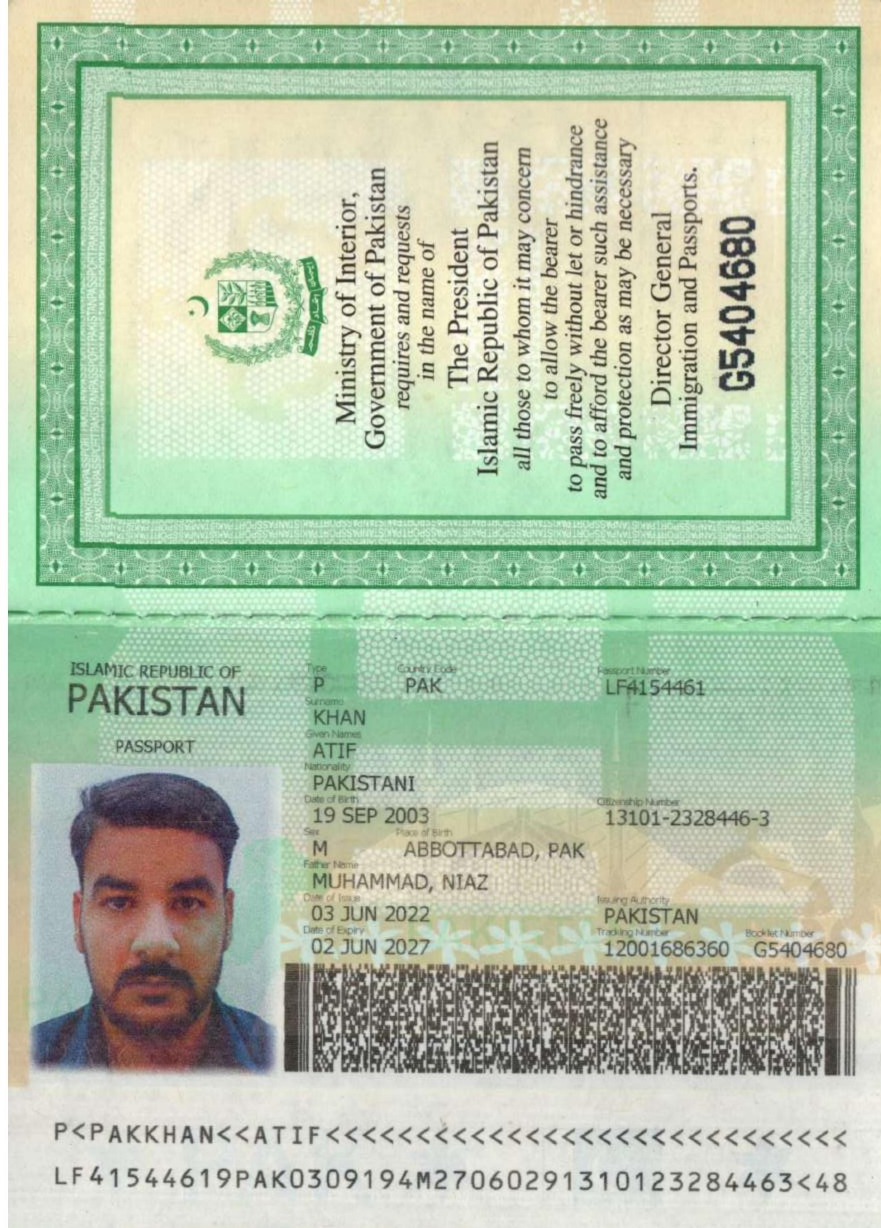 Ministry of Interior,
Government of Pakistan
requires and requests
in the name of
The President
Islamic Republic of Pakistan
all those to whom it may concern
to allow the bearer
to pass freely without let or hindrance
and to afford the bearer such assistance
and protection as may be necessary
Director General
Immigration and Passports.
G5404680
ISLAMIC REPUBLIC OF
PAKISTAN
PASSPORT
Type Country Code Passport Number
P PAK LF4154461
Surname
KHAN
Given Names
ATIF
Nationality
PAKISTANI
Date of Birth Citizenship Number
19 SEP 2003 13101-2328446-3
Sex Place of Birth
M ABBOTTABAD, PAK
Father Name
MUHAMMAD, NIAZ
Date of Issue Issuing Authority
03 JUN 2022 PAKISTAN
Date of Expiry Tracking Number Booklet Number
02 JUN 2027 12001686360 G5404680
P<PAKKHAN<<ATIF<<<<<<<<<<<<<<<<<<<<<<<<<<<<<
LF41544619PAK0309194M27060291310123284463<48